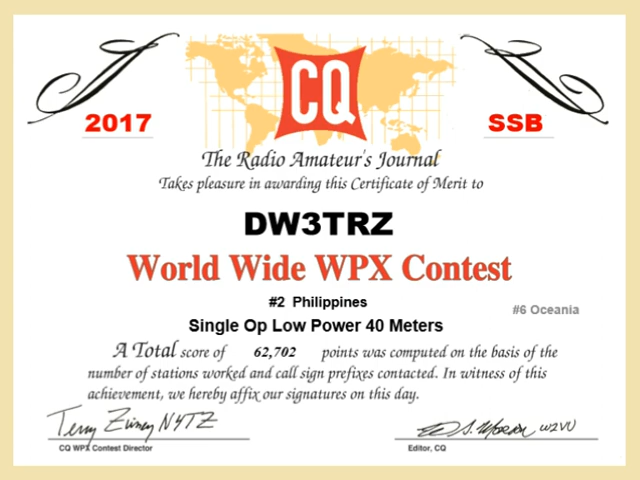 CQ
2017
SSB
The Radio Amateur's Journal
Takes pleasure in awarding this Certificate of Merit to
DW3TRZ
World Wide WPX Contest
#2 Philippines
#6 Oceania
Single Op Low Power 40 Meters
A Total score of 62,702 points was computed on the basis of the
number of stations worked and call sign prefixes contacted. In witness of this
achievement, we hereby affix our signatures on this day.
Terry Zivney N4TZ
W2VU
CQ WPX Contest Director
Editor, CQ